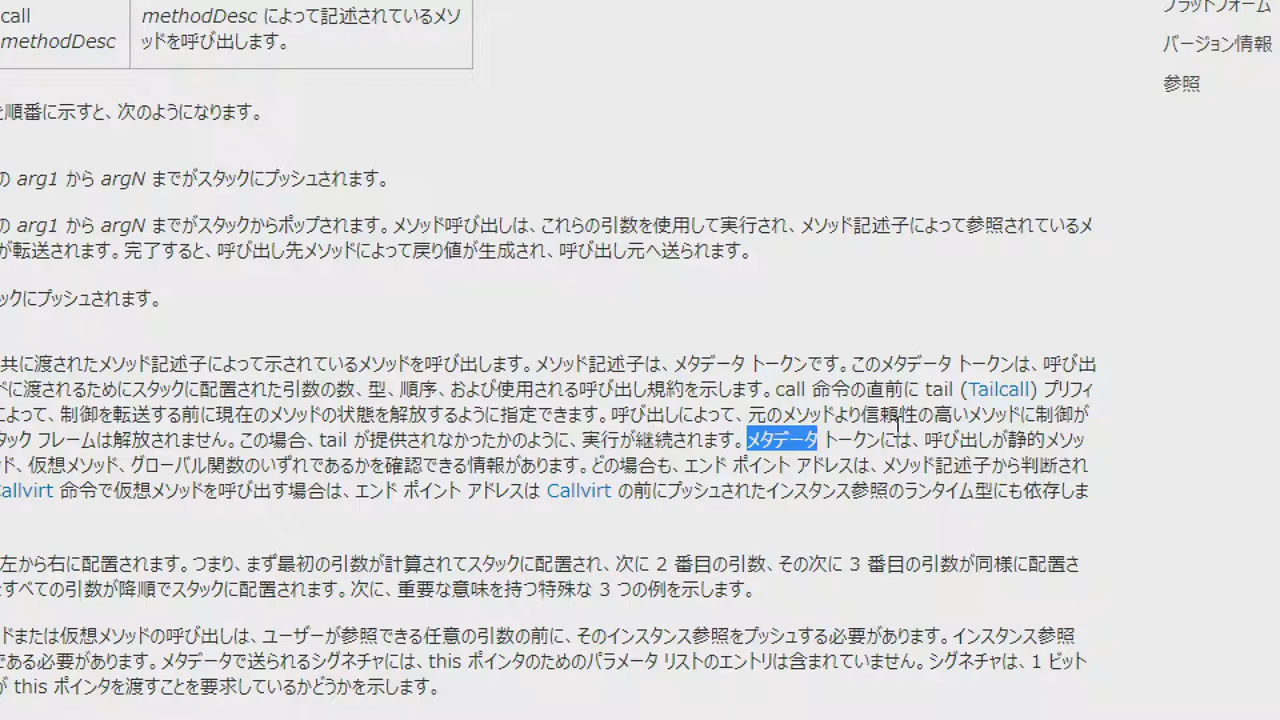 call
methodDesc
methodDesc によって記述されているメソ
ッドを呼び出します。
プラットフォーム
バージョン情報
参照
を順番に示すと、次のようになります。
の arg1 から argN までがスタックにプッシュされます。
の arg1 から argN までがスタックからポップされます。メソッド呼び出しは、これらの引数を使用して実行され、メソッド記述子によって参照されているメ
が転送されます。完了すると、呼び出し先メソッドによって戻り値が生成され、呼び出し元へ送られます。
ックにプッシュされます。
共に渡されたメソッド記述子によって示されているメソッドを呼び出します。メソッド記述子は、メタデータ トークンです。このメタデータ トークンは、呼び出
に渡されるためにスタックに配置された引数の数、型、順序、および使用される呼び出し規約を示します。call 命令の直前に tail (Tailcall) プリフィ
によって、制御を転送する前に現在のメソッドの状態を解放するように指定できます。呼び出しによって、元のメソッドより信頼性の高いメソッドに制御が
タック フレームは解放されません。この場合、tail が提供されなかったかのように、実行が継続されます。メタデータ トークンには、呼び出しが静的メソッ
ド、仮想メソッド、グローバル関数のいずれであるかを確認できる情報があります。どの場合も、エンド ポイント アドレスは、メソッド記述子から判断され
allvirt 命令で仮想メソッドを呼び出す場合は、エンド ポイント アドレスは Callvirt の前にプッシュされたインスタンス参照のランタイム型にも依存しま
左から右に配置されます。つまり、まず最初の引数が計算されてスタックに配置され、次に 2 番目の引数、その次に 3 番目の引数が同様に配置さ
すべての引数が降順でスタックに配置されます。次に、重要な意味を持つ特殊な 3 つの例を示します。
ドまたは仮想メソッドの呼び出しは、ユーザーが参照できる任意の引数の前に、そのインスタンス参照をプッシュする必要があります。インスタンス参照
である必要があります。メタデータで送られるシグネチャには、this ポインタのためのパラメータ リストのエントリは含まれていません。シグネチャは、1 ビット
が this ポインタを渡すことを要求しているかどうかを示します。